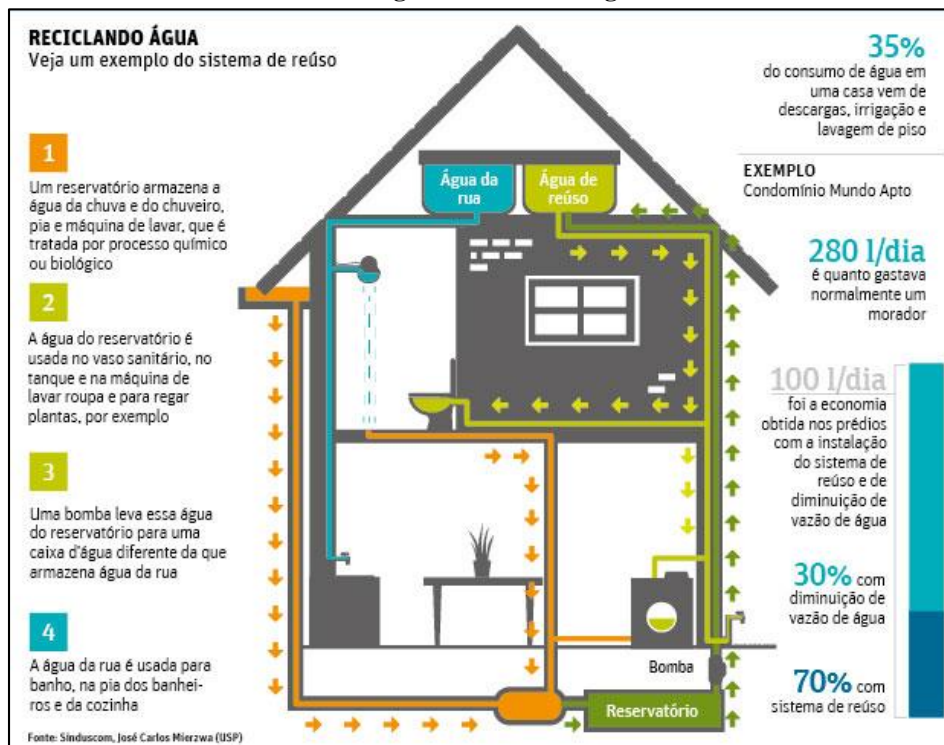 RECICLANDO ÁGUA
Veja um exemplo do sistema de reúso
1
Um reservatório armazena a
água da chuva e do chuveiro,
pia e máquina de lavar, que é
tratada por processo químico
ou biológico
2
A água do reservatório é
usada no vaso sanitário, no
tanque e na máquina de
lavar roupa e para regar
plantas, por exemplo
3
Uma bomba leva essa água
do reservatório para uma
caixa d'água diferente da que
armazena água da rua
4
A água da rua é usada para
banho, na pia dos banhei-
ros e da cozinha
Fonte: Sinduscom, José Carlos Mierzwa (USP)
Água da
rua
Água de
reúso
Bomba
Reservatório
35%
do consumo de água em
uma casa vem de
descargas, irrigação e
lavagem de piso
EXEMPLO
Condomínio Mundo Apto
280 l/dia
é quanto gastava
normalmente um
morador
100 l/dia
foi a economia
obtida nos prédios
com a instalação
do sistema de
reúso e de
diminuição de
vazão de água
30% com
diminuição de
vazão de água
70% com
sistema de reúso